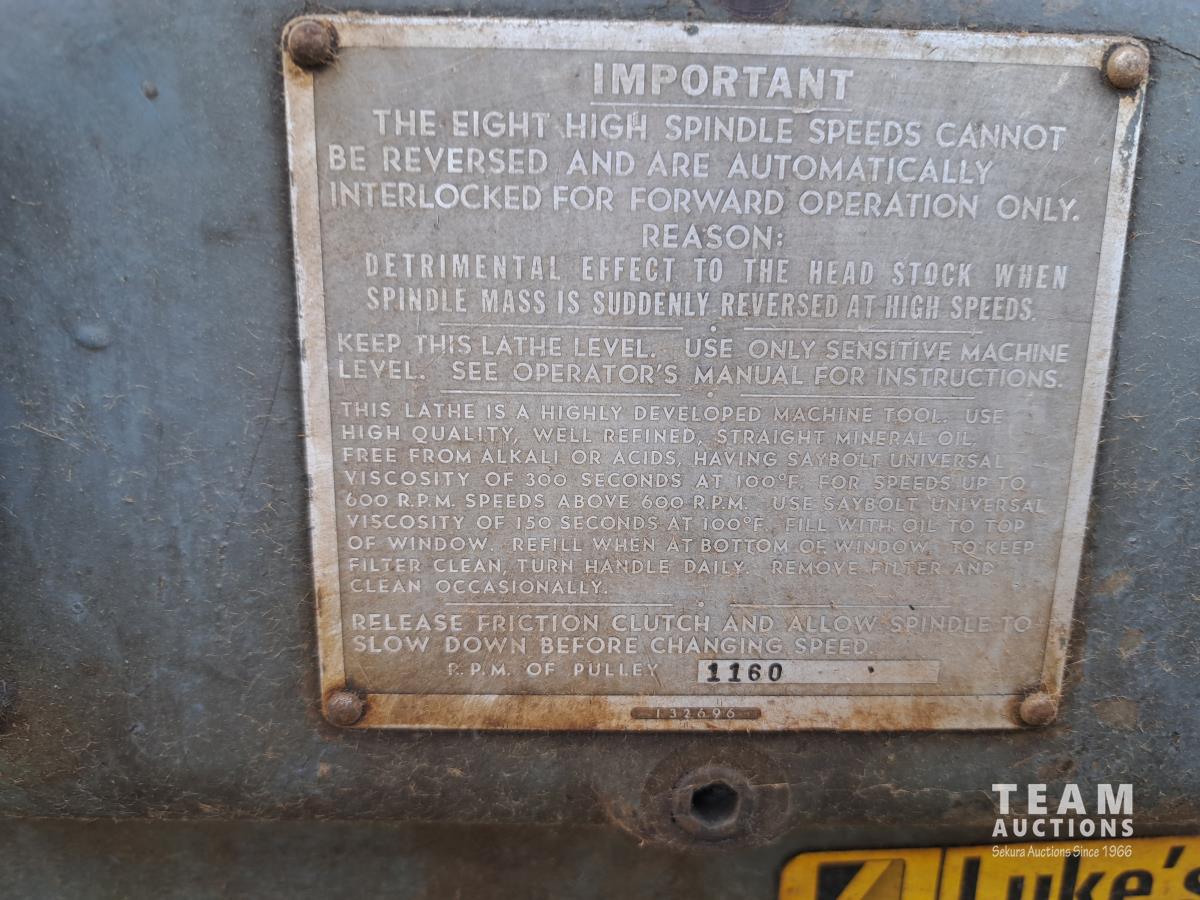 IMPORTANT
THE EIGHT HIGH SPINDLE SPEEDS CANNOT
BE REVERSED AND ARE AUTOMATICALLY
INTERLOCKED FOR FORWARD OPERATION ONLY.
REASON:
DETRIMENTAL EFFECT TO THE HEAD STOCK WHEN
SPINDLE MASS IS SUDDENLY REVERSED AT HIGH SPEEDS.
KEEP THIS LATHE LEVEL. USE ONLY SENSITIVE MACHINE
LEVEL. SEE OPERATOR'S MANUAL FOR INSTRUCTIONS.
THIS LATHE IS A HIGHLY DEVELOPED MACHINE TOOL. USE
HIGH QUALITY, WELL REFINED, STRAIGHT MINERAL OIL,
FREE FROM ALKALI OR ACIDS, HAVING SAYBOLT UNIVERSAL
VISCOSITY OF 300 SECONDS AT 100°F. FOR SPEEDS UP TO
600 R.P.M. SPEEDS ABOVE 600 R.P.M. USE SAYBOLT UNIVERSAL
VISCOSITY OF 150 SECONDS AT 100°F. FILL WITH OIL TO TOP
OF WINDOW. REFILL WHEN AT BOTTOM OF WINDOW. TO KEEP
FILTER CLEAN, TURN HANDLE DAILY. REMOVE FILTER AND
CLEAN OCCASIONALLY.
RELEASE FRICTION CLUTCH AND ALLOW SPINDLE TO
SLOW DOWN BEFORE CHANGING SPEED.
R.P.M. OF PULLEY 1160
132696
TEAM
AUCTIONS
Sekura Auctions Since 1966
Luke's